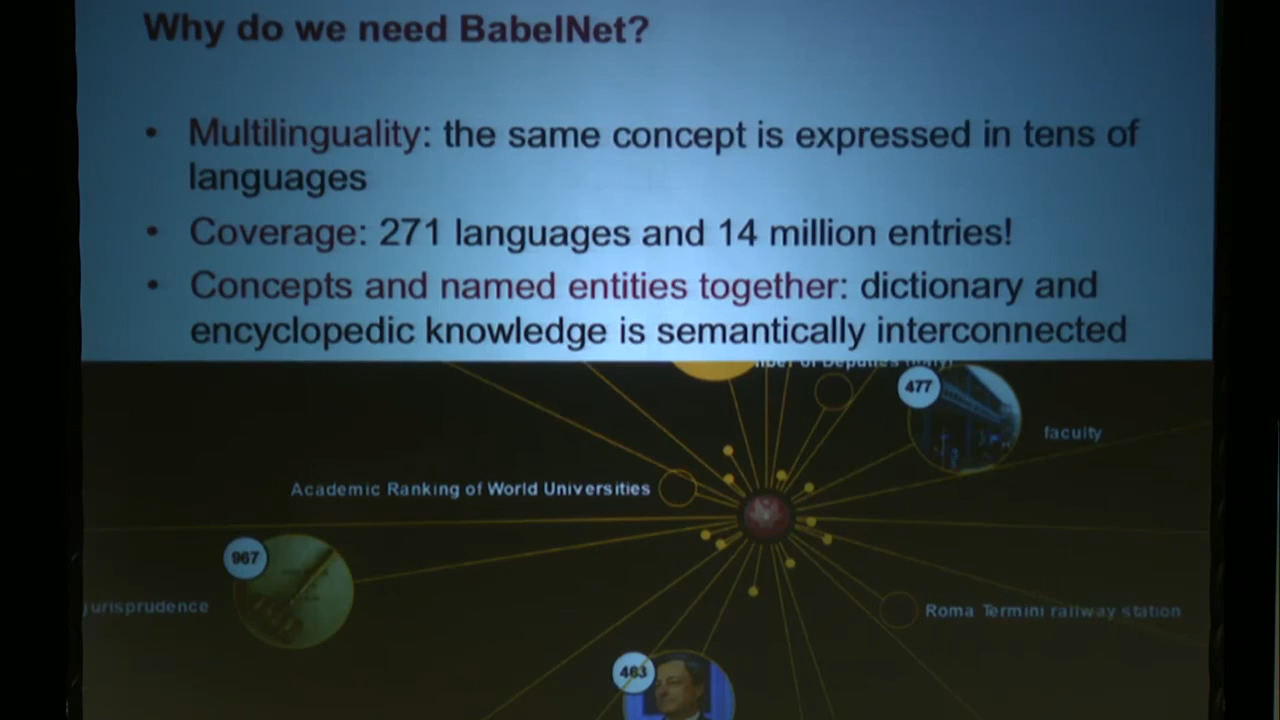 Why do we need BabelNet?
• Multilinguality: the same concept is expressed in tens of
languages
• Coverage: 271 languages and 14 million entries!
• Concepts and named entities together: dictionary and
encyclopedic knowledge is semantically interconnected
of Deputies
477
faculty
Academic Ranking of World Universities
967
jurisprudence
Roma Termini railway station
463